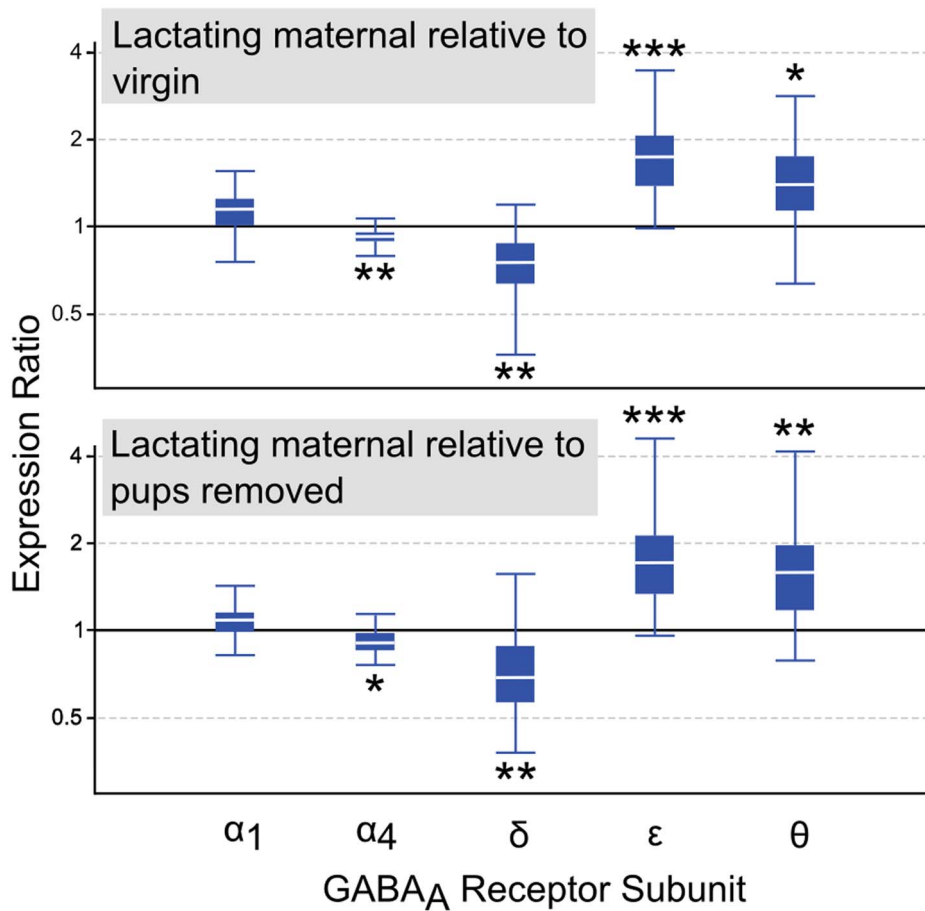 Lactating maternal relative to
virgin
4
2
1
0.5
***
*
**
**
Expression Ratio
Lactating maternal relative to
pups removed
4
2
1
0.5
***
**
*
**
α1 α4 δ ε θ
GABAA Receptor Subunit